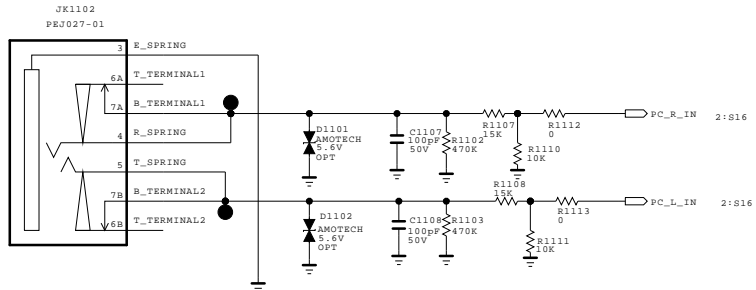 JK1102
PEJ027-01
3 E_SPRING
6A T_TERMINAL1
7A B_TERMINAL1
4 R_SPRING
5 T_SPRING
7B B_TERMINAL2
6B T_TERMINAL2
D1101
AMOTECH
5.6V
OPT
C1107
100pF
50V
R1102
470K
R1107
15K
R1112
0
R1110
10K
PC_R_IN 2:S16
D1102
AMOTECH
5.6V
OPT
C1108
100pF
50V
R1103
470K
R1108
15K
R1113
0
R1111
10K
PC_L_IN 2:S16